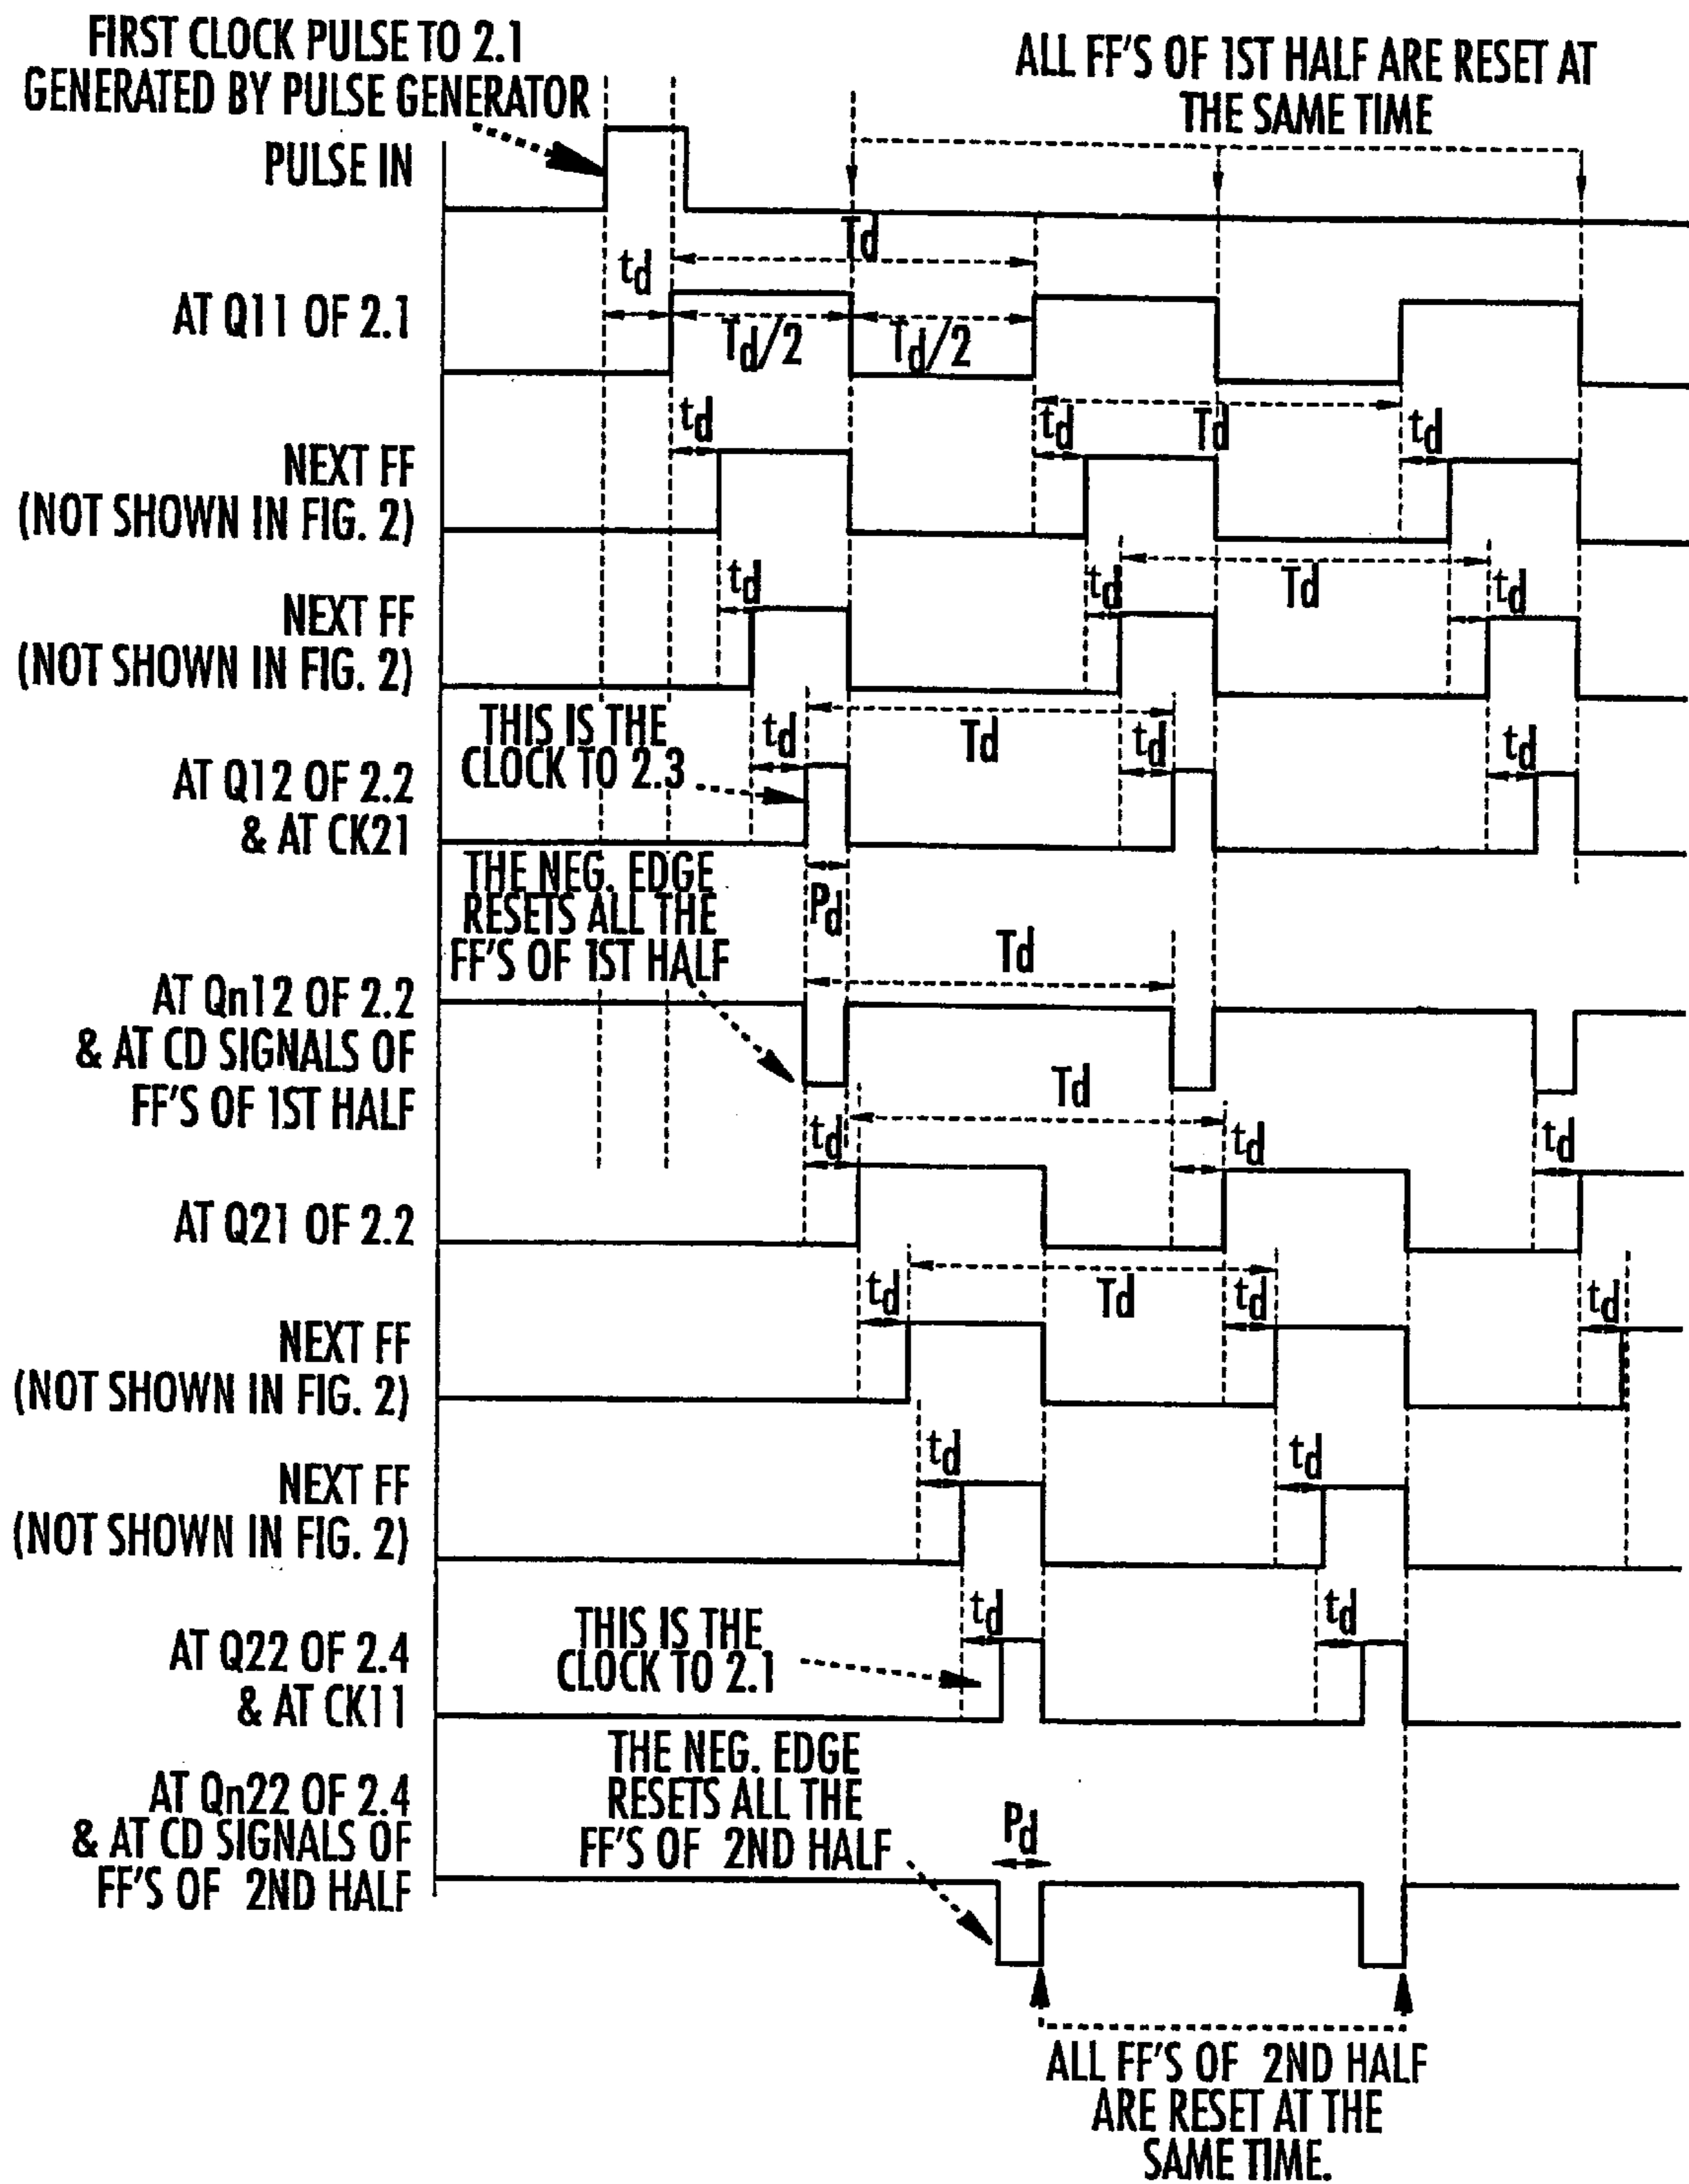 FIRST CLOCK PULSE TO 2.1
GENERATED BY PULSE GENERATOR
ALL FF'S OF 1ST HALF ARE RESET AT
THE SAME TIME
PULSE IN
Td
td
AT Q11 OF 2.1
Td/2
Td/2
td
td
Td
td
NEXT FF
(NOT SHOWN IN FIG. 2)
td
td
Td
td
NEXT FF
(NOT SHOWN IN FIG. 2)
THIS IS THE
CLOCK TO 2.3
td
Td
td
td
AT Q12 OF 2.2
& AT CK21
THE NEG. EDGE
RESETS ALL THE
FF'S OF 1ST HALF
Pd
Td
AT Qn12 OF 2.2
& AT CD SIGNALS OF
FF'S OF 1ST HALF
Td
td
td
td
AT Q21 OF 2.2
td
Td
td
td
NEXT FF
(NOT SHOWN IN FIG. 2)
td
td
NEXT FF
(NOT SHOWN IN FIG. 2)
THIS IS THE
CLOCK TO 2.1
td
td
AT Q22 OF 2.4
& AT CK11
THE NEG. EDGE
RESETS ALL THE
FF'S OF 2ND HALF
Pd
AT Qn22 OF 2.4
& AT CD SIGNALS OF
FF'S OF 2ND HALF
ALL FF'S OF 2ND HALF
ARE RESET AT THE
SAME TIME.